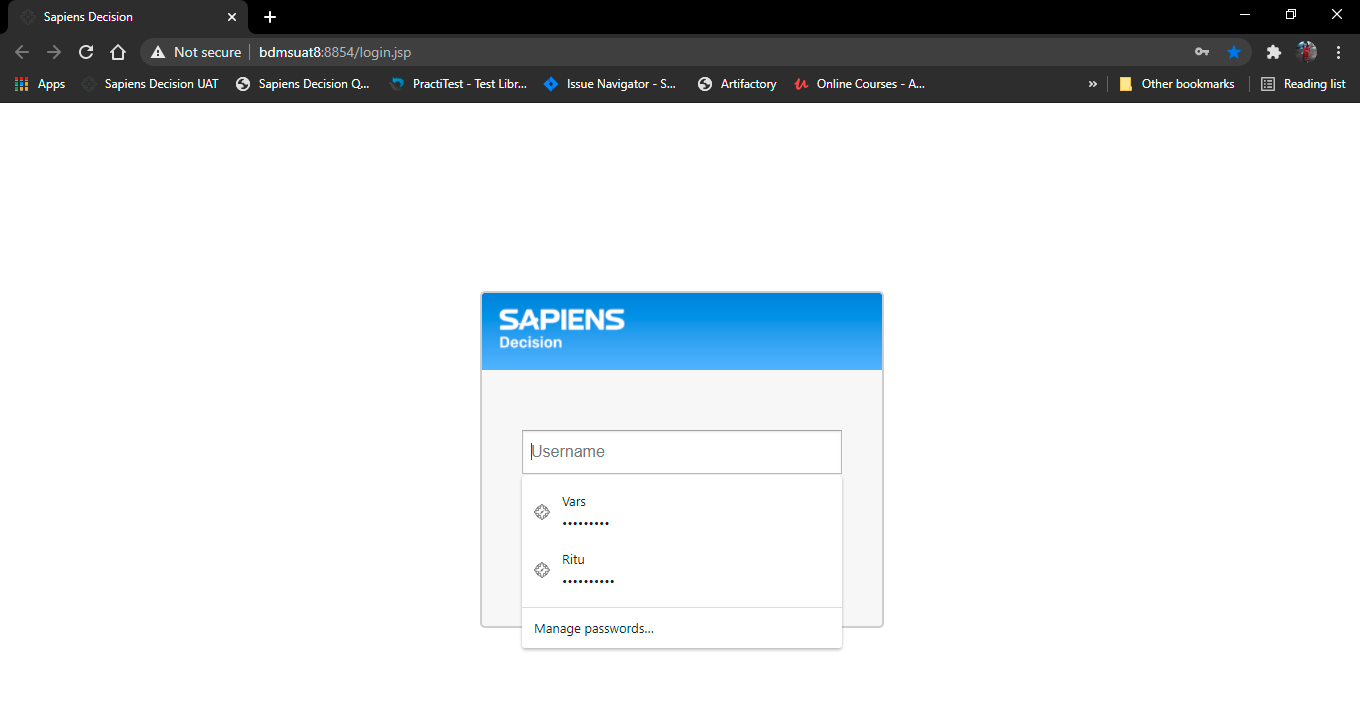 Sapiens Decision
Not secure bdmsuat8:8854/login.jsp
Apps Sapiens Decision UAT Sapiens Decision Q... PractiTest - Test Libr... Issue Navigator - S... Artifactory Online Courses - A... » Other bookmarks Reading list
SAPIENS
Decision
Username
Vars
•••••••••
Ritu
••••••••••
Manage passwords...